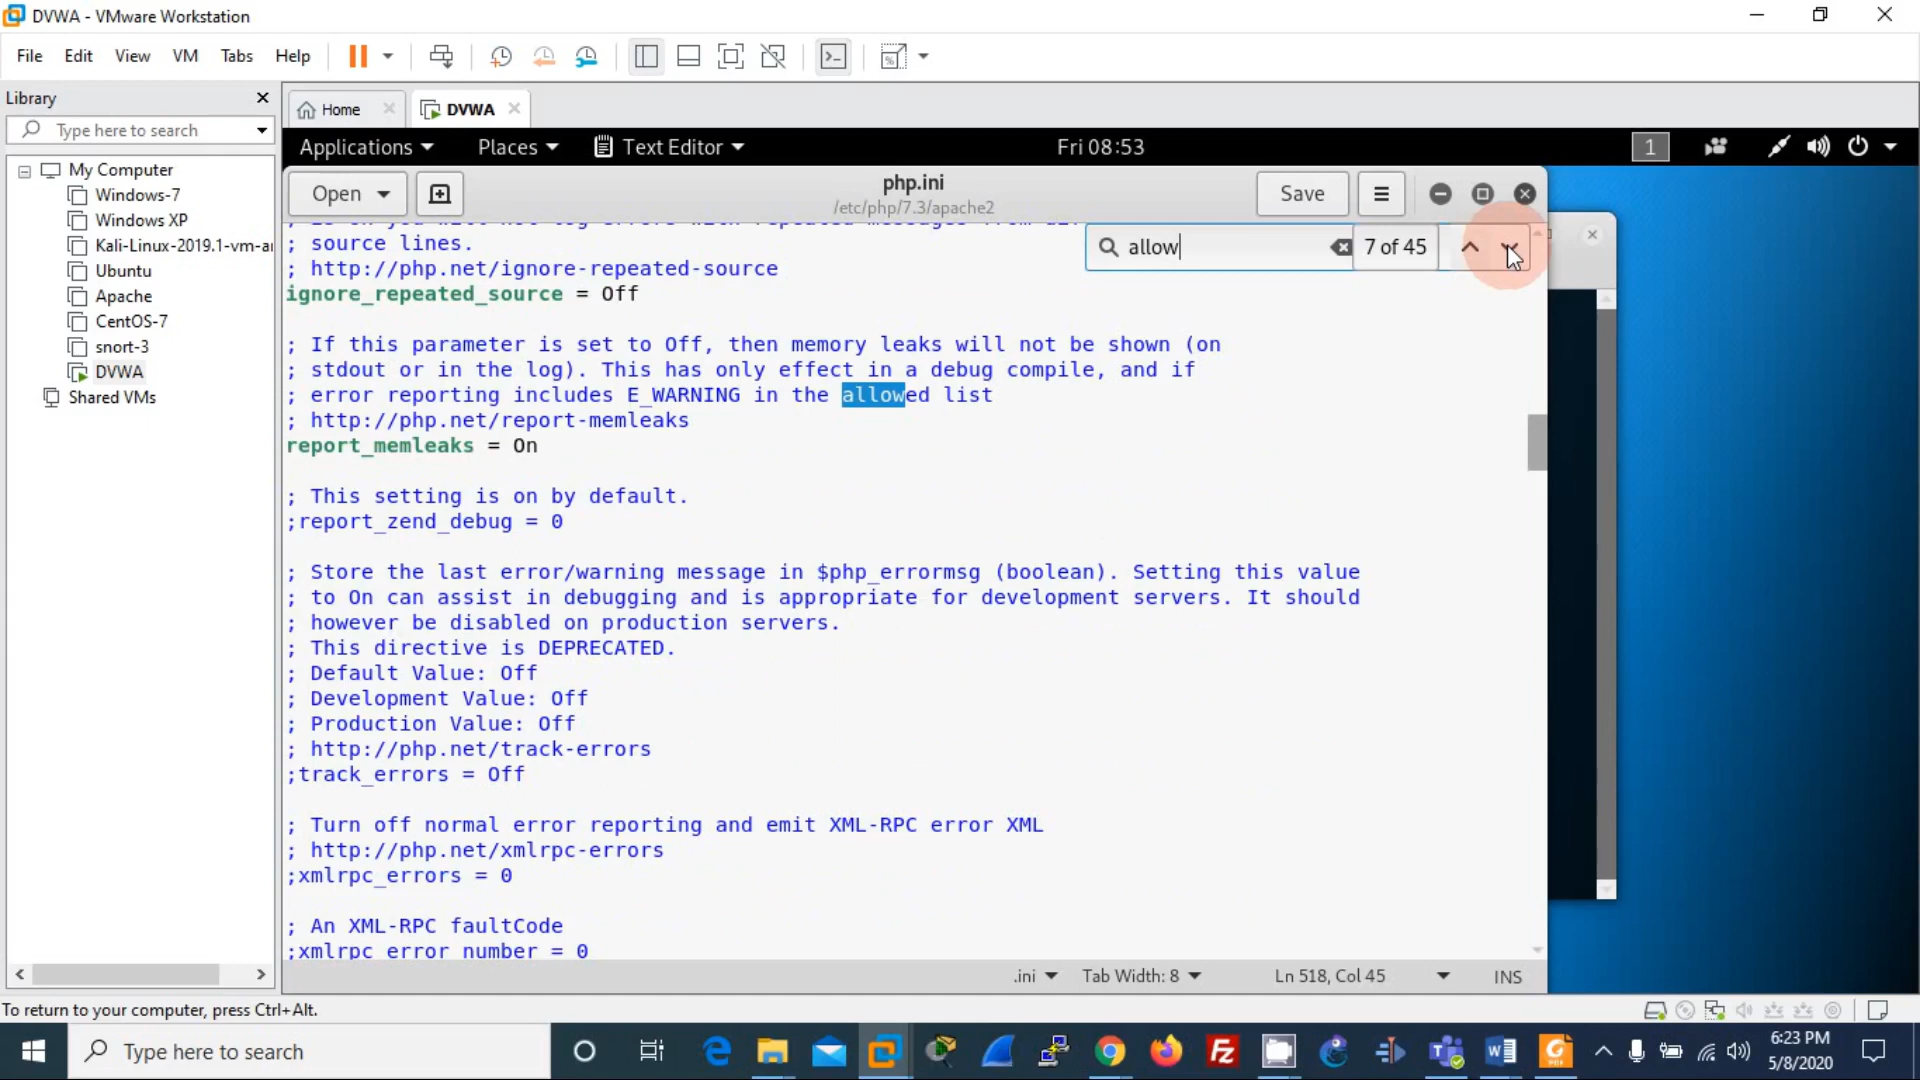 DVWA - VMware Workstation
File Edit View VM Tabs Help
Library
Type here to search
My Computer
Windows-7
Windows XP
Kali-Linux-2019.1-vm-a
Ubuntu
Apache
CentOS-7
snort-3
DVWA
Shared VMs
Home
DVWA
Applications Places Text Editor Fri 08:53 1
Open
php.ini
/etc/php/7.3/apache2
Save
allow 7 of 45
; source lines.
; http://php.net/ignore-repeated-source
ignore_repeated_source = Off
; If this parameter is set to Off, then memory leaks will not be shown (on
; stdout or in the log). This has only effect in a debug compile, and if
; error reporting includes E_WARNING in the allowed list
; http://php.net/report-memleaks
report_memleaks = On
; This setting is on by default.
;report_zend_debug = 0
; Store the last error/warning message in $php_errormsg (boolean). Setting this value
; to On can assist in debugging and is appropriate for development servers. It should
; however be disabled on production servers.
; This directive is DEPRECATED.
; Default Value: Off
; Development Value: Off
; Production Value: Off
; http://php.net/track-errors
;track_errors = Off
; Turn off normal error reporting and emit XML-RPC error XML
; http://php.net/xmlrpc-errors
;xmlrpc_errors = 0
; An XML-RPC faultCode
;xmlrpc_error_number = 0
.ini Tab Width: 8 Ln 518, Col 45 INS
To return to your computer, press Ctrl+Alt.
Type here to search
6:23 PM
5/8/2020